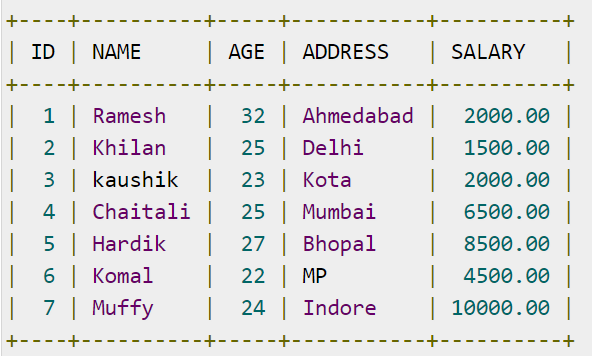 +----+----------+-----+-----------+----------+
| ID | NAME     | AGE | ADDRESS   | SALARY   |
+----+----------+-----+-----------+----------+
|  1 | Ramesh   |  32 | Ahmedabad |  2000.00 |
|  2 | Khilan   |  25 | Delhi     |  1500.00 |
|  3 | kaushik  |  23 | Kota      |  2000.00 |
|  4 | Chaitali |  25 | Mumbai    |  6500.00 |
|  5 | Hardik   |  27 | Bhopal    |  8500.00 |
|  6 | Komal    |  22 | MP        |  4500.00 |
|  7 | Muffy    |  24 | Indore    | 10000.00 |
+----+----------+-----+-----------+----------+